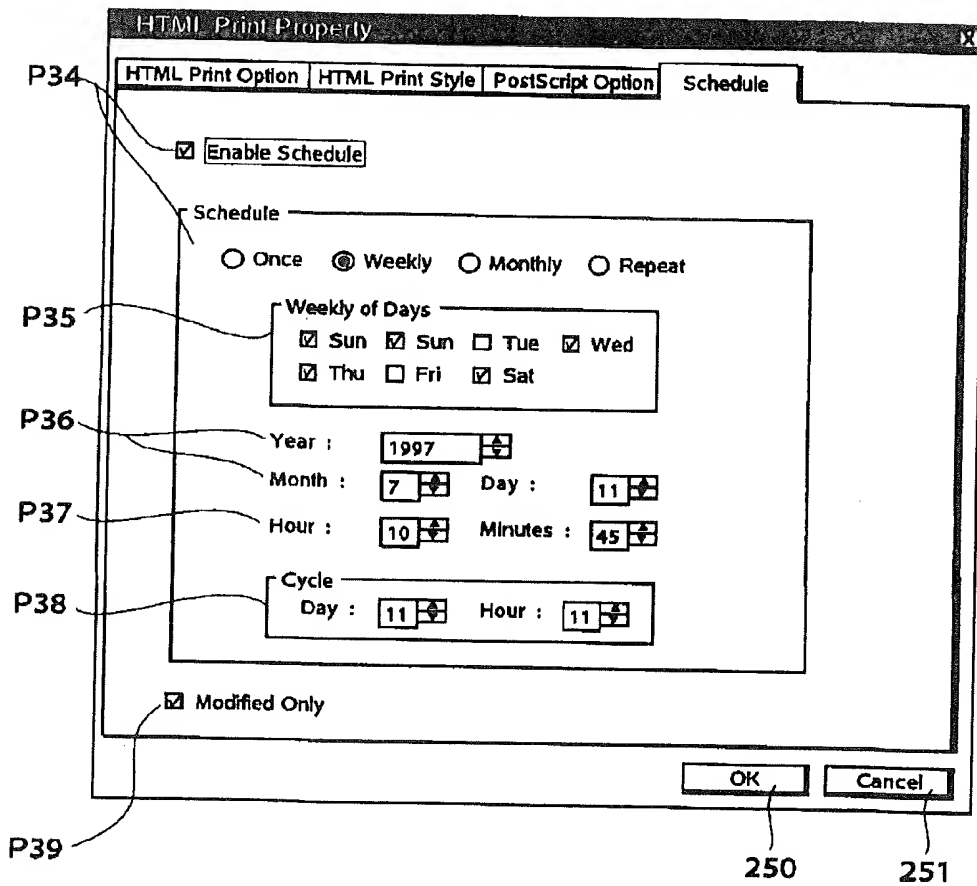 HTML Print Property
HTML Print Option HTML Print Style PostScript Option Schedule
P34
Enable Schedule
Schedule
Once Weekly Monthly Repeat
P35
Weekly of Days
Sun Sun Tue Wed
Thu Fri Sat
P36
Year : 1997
Month : 7 Day : 11
P37
Hour : 10 Minutes : 45
P38
Cycle
Day : 11 Hour : 11
Modified Only
OK Cancel
P39
250 251